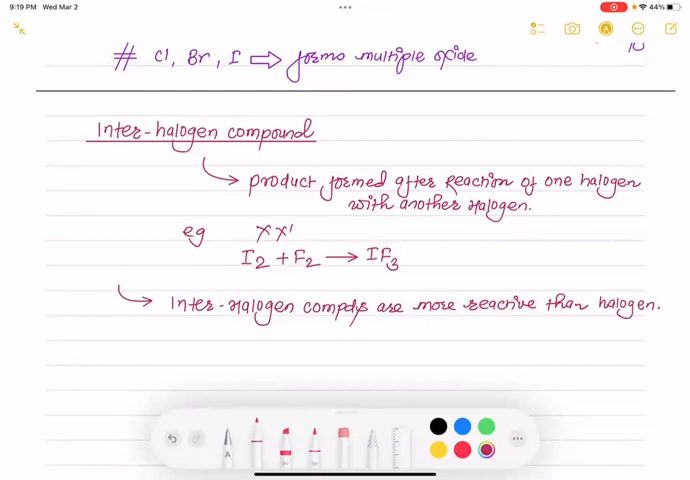 9:19 PM Wed Mar 2
44%
# Cl, Br, I ⇒ forms multiple oxide
Inter-halogen compound
→ product formed after reaction of one halogen
with another Halogen.
eg XX'
I₂ + F₂ → IF₃
→ Inter-Halogen compdys are more reactive than halogen.
A